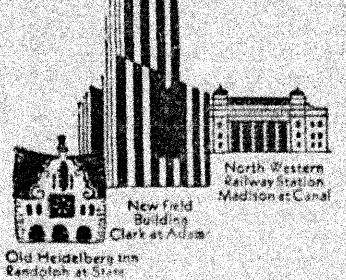 North Western
Railway Station
Madison at Canal
New Field
Building
Clark at Adams
Old Heidelberg Inn
Randolph at State